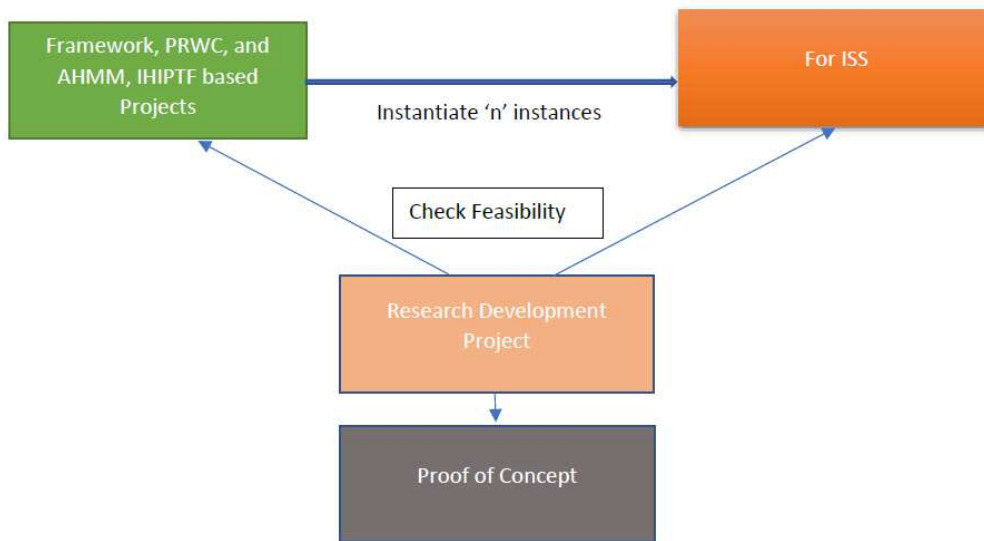 Framework, PRWC, and
AHMM, IHIPTF based
Projects
For ISS
Instantiate ‘n’ instances
Check Feasibility
Research Development
Project
Proof of Concept